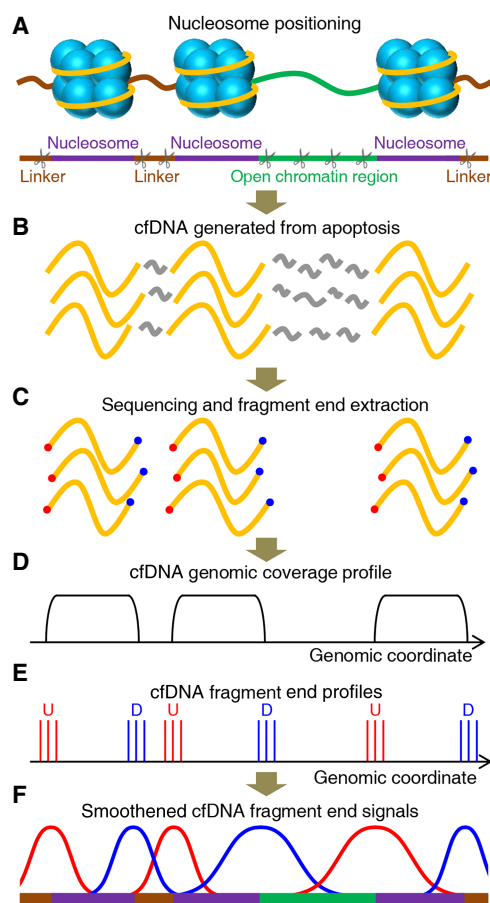 A
Nucleosome positioning
Nucleosome Nucleosome Nucleosome
Linker Linker Open chromatin region Linker
B
cfDNA generated from apoptosis
C
Sequencing and fragment end extraction
D
cfDNA genomic coverage profile
Genomic coordinate
E
cfDNA fragment end profiles
U D U D U D
Genomic coordinate
F
Smoothened cfDNA fragment end signals